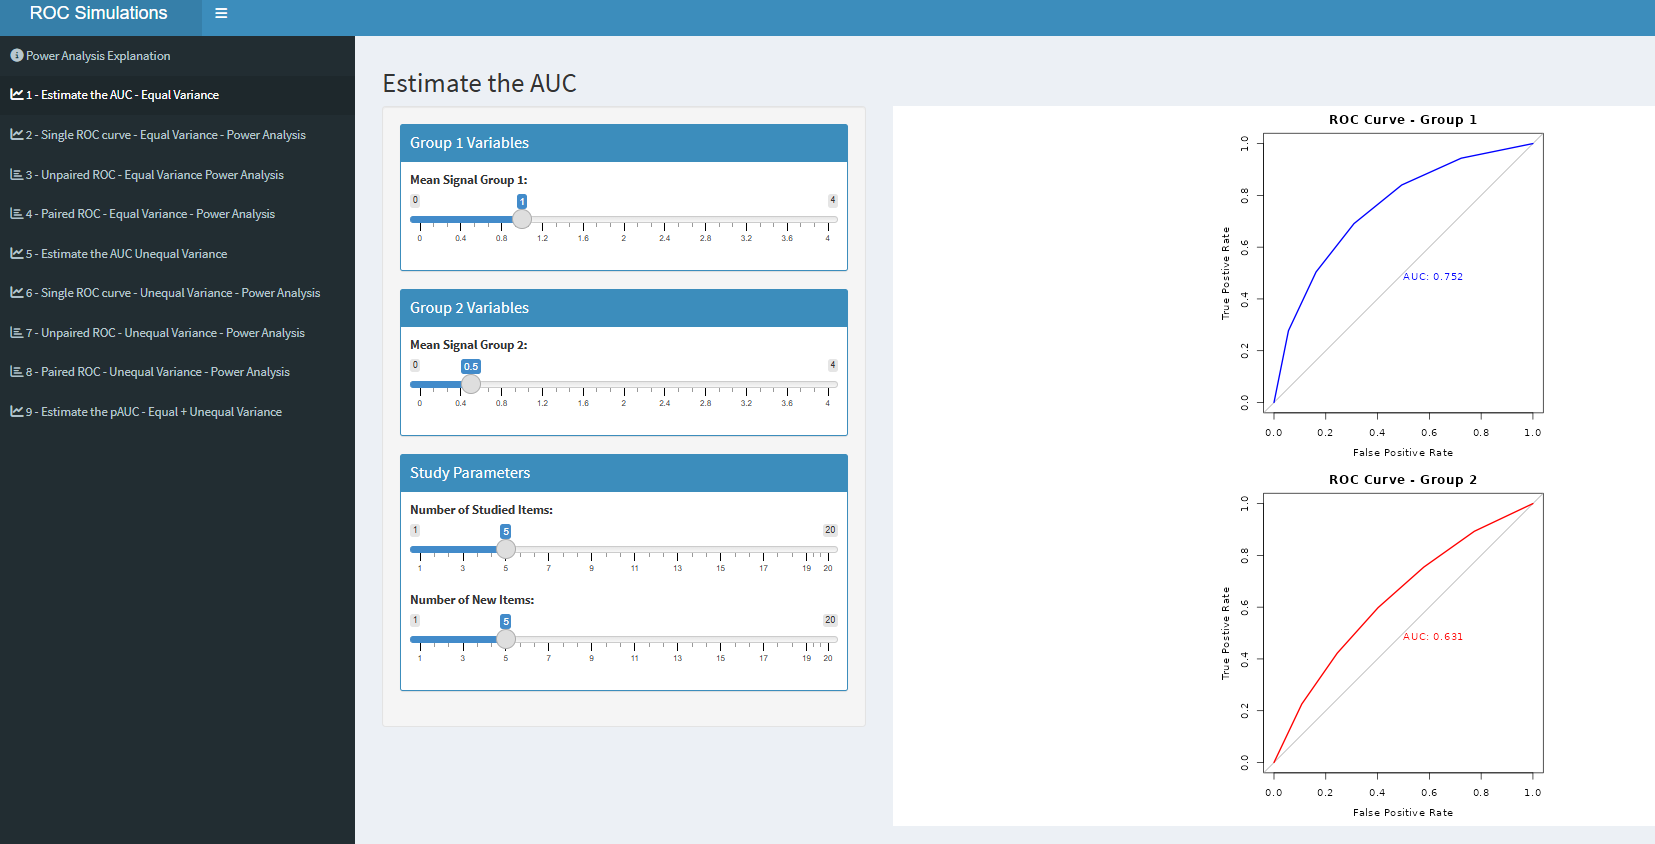 ROC Simulations
Power Analysis Explanation
1 - Estimate the AUC - Equal Variance
2 - Single ROC curve - Equal Variance - Power Analysis
3 - Unpaired ROC - Equal Variance Power Analysis
4 - Paired ROC - Equal Variance - Power Analysis
5 - Estimate the AUC Unequal Variance
6 - Single ROC curve - Unequal Variance - Power Analysis
7 - Unpaired ROC - Unequal Variance - Power Analysis
8 - Paired ROC - Unequal Variance - Power Analysis
9 - Estimate the pAUC - Equal + Unequal Variance
Estimate the AUC
Group 1 Variables
Mean Signal Group 1:
0 1 4
0 0.4 0.8 1.2 1.6 2 2.4 2.8 3.2 3.6 4
Group 2 Variables
Mean Signal Group 2:
0 0.5 4
0 0.4 0.8 1.2 1.6 2 2.4 2.8 3.2 3.6 4
Study Parameters
Number of Studied Items:
1 5 20
1 3 5 7 9 11 13 15 17 19 20
Number of New Items:
1 5 20
1 3 5 7 9 11 13 15 17 19 20
ROC Curve - Group 1
True Postive Rate
1.0
0.8
0.6
0.4
0.2
0.0
AUC: 0.752
0.0 0.2 0.4 0.6 0.8 1.0
False Positive Rate
ROC Curve - Group 2
True Postive Rate
1.0
0.8
0.6
0.4
0.2
0.0
AUC: 0.631
0.0 0.2 0.4 0.6 0.8 1.0
False Positive Rate